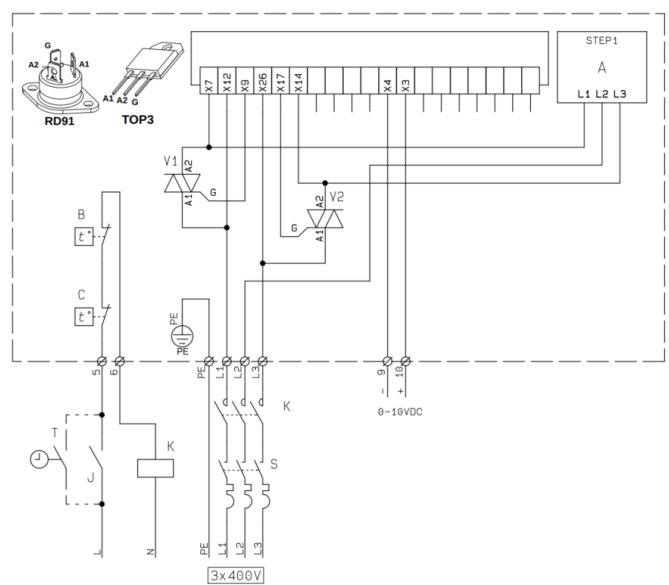 G
A2
A1
RD91
A1 A2 G
TOP3
X7 X12 X9 X26 X17 X14 X4 X3
STEP1
A
L1 L2 L3
V1
A2
G
A1
V2
A2
G
A1
B
t°
C
t°
PE
PE
5 6 PE L1 L2 L3 9 10
- +
0-10VDC
T
J
K
K
S
L N PE L1 L2 L3
3x400V